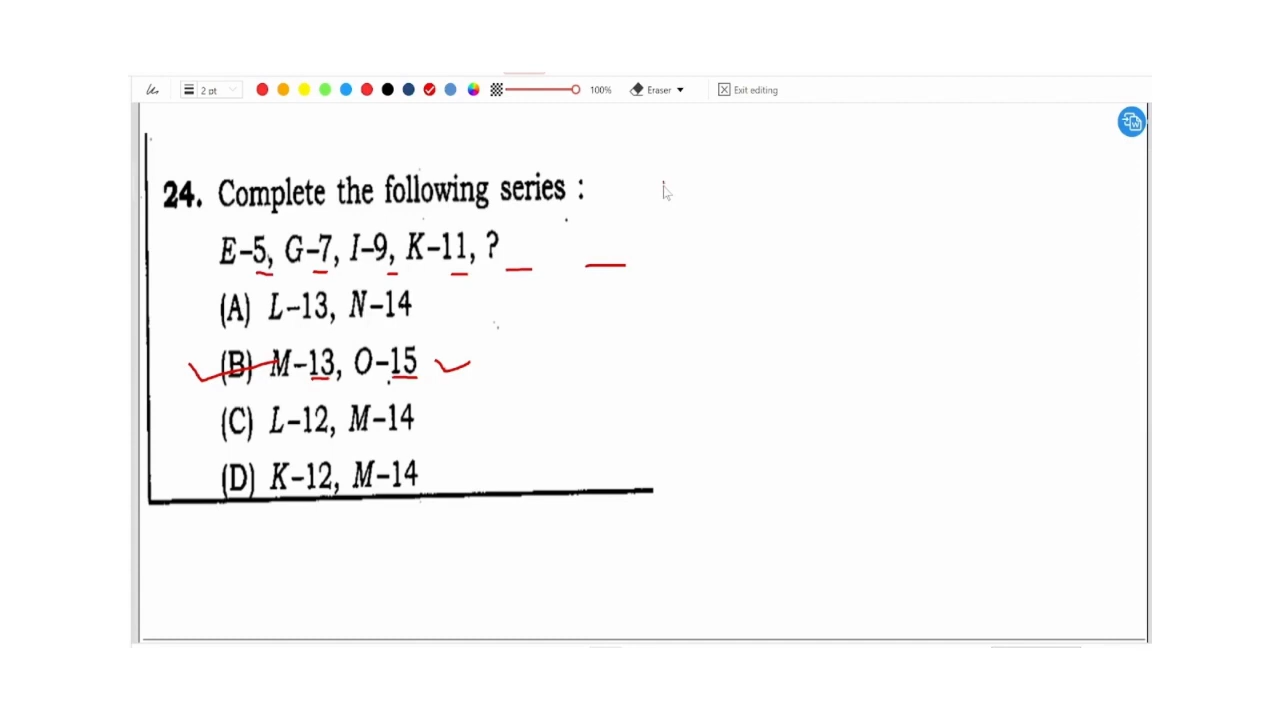 2 pt 100% Eraser Exit editing
24. Complete the following series :
E–5, G–7, I–9, K–11, ?
(A) L–13, N–14
(B) M–13, O–15
(C) L–12, M–14
(D) K–12, M–14